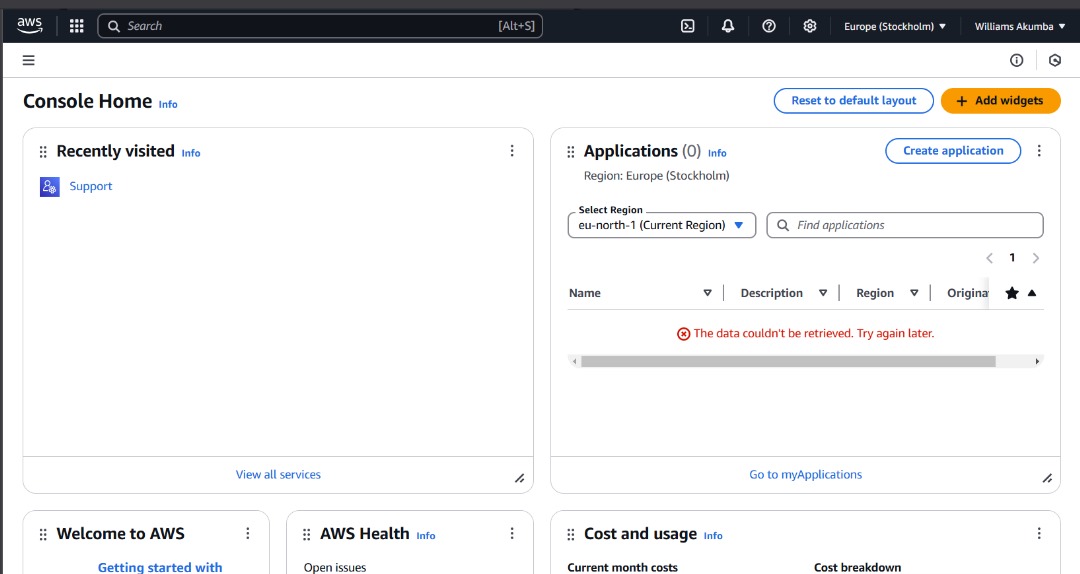 aws
Search [Alt+S]
Europe (Stockholm)
Williams Akumba
Console Home Info
Reset to default layout
Add widgets
Recently visited Info
Support
View all services
Applications (0) Info
Region: Europe (Stockholm)
Create application
Select Region
eu-north-1 (Current Region)
Find applications
1
Name Description Region Origina
The data couldn't be retrieved. Try again later.
Go to myApplications
Welcome to AWS
Getting started with
AWS Health Info
Open issues
Cost and usage Info
Current month costs
Cost breakdown